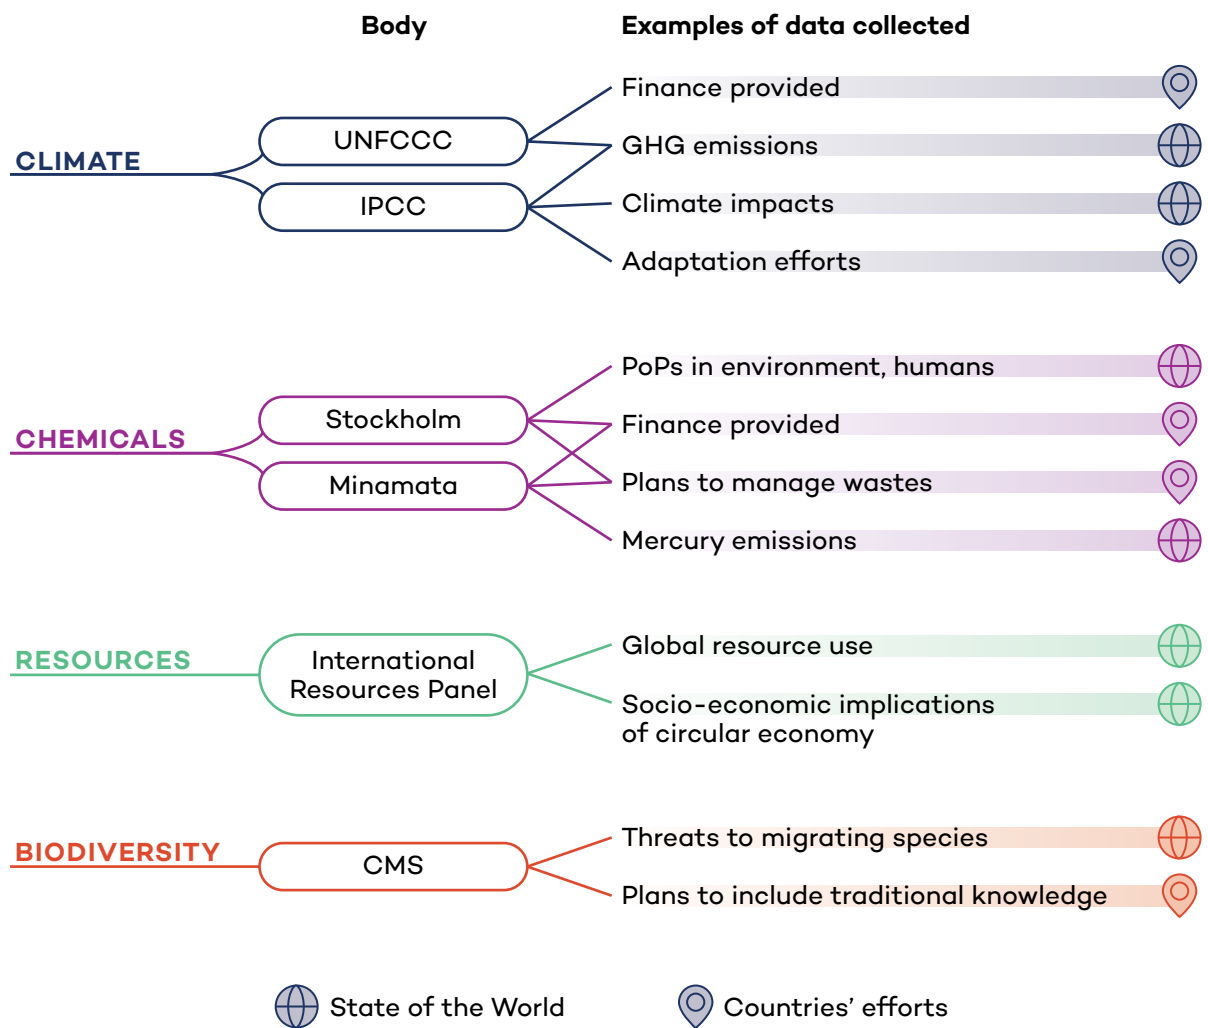 Body
Examples of data collected
CLIMATE
UNFCCC
IPCC
Finance provided
GHG emissions
Climate impacts
Adaptation efforts
CHEMICALS
Stockholm
Minamata
PoPs in environment, humans
Finance provided
Plans to manage wastes
Mercury emissions
RESOURCES
International
Resources Panel
Global resource use
Socio-economic implications
of circular economy
BIODIVERSITY
CMS
Threats to migrating species
Plans to include traditional knowledge
State of the World
Countries’ efforts